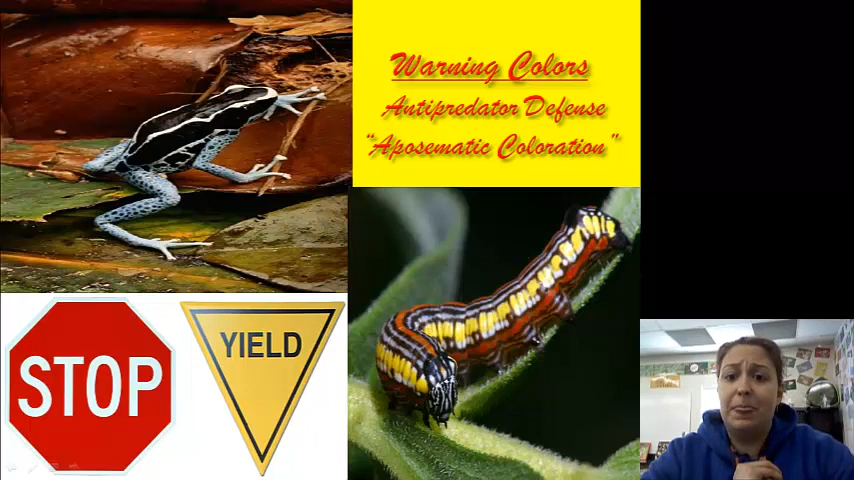 Warning Colors
Antipredator Defense
"Aposematic Coloration"
STOP
YIELD